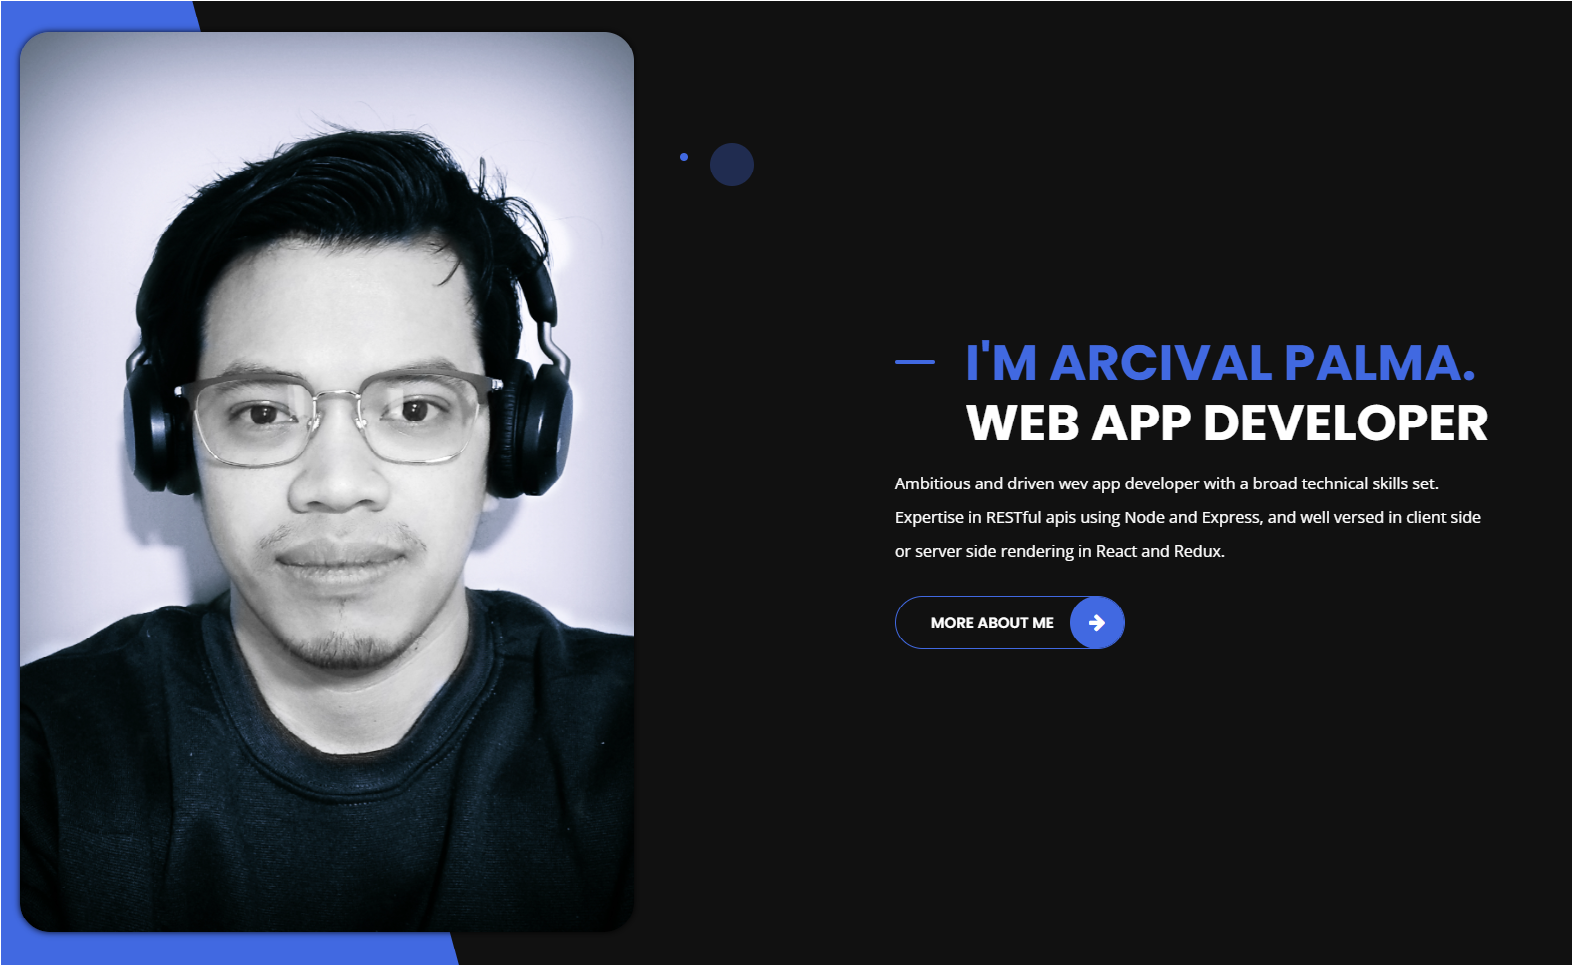 I'M ARCIVAL PALMA.
WEB APP DEVELOPER
Ambitious and driven wev app developer with a broad technical skills set.
Expertise in RESTful apis using Node and Express, and well versed in client side
or server side rendering in React and Redux.
MORE ABOUT ME